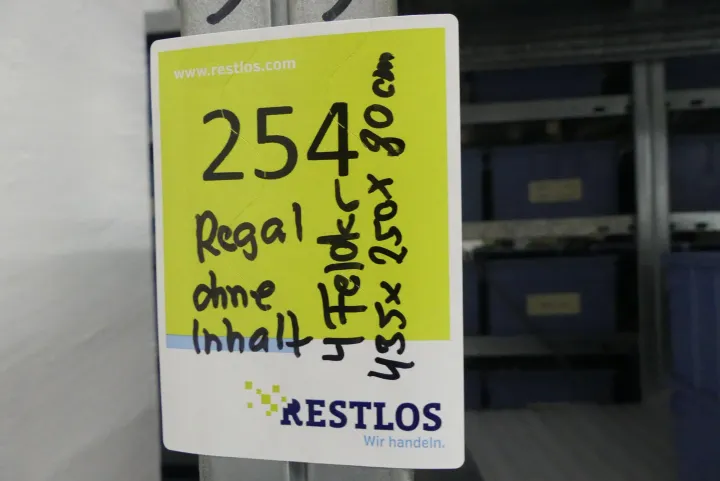 www.restlos.com
254
Regal
ohne
Inhalt
4 Felder
435x 250x 80 cm
RESTLOS
Wir handeln.